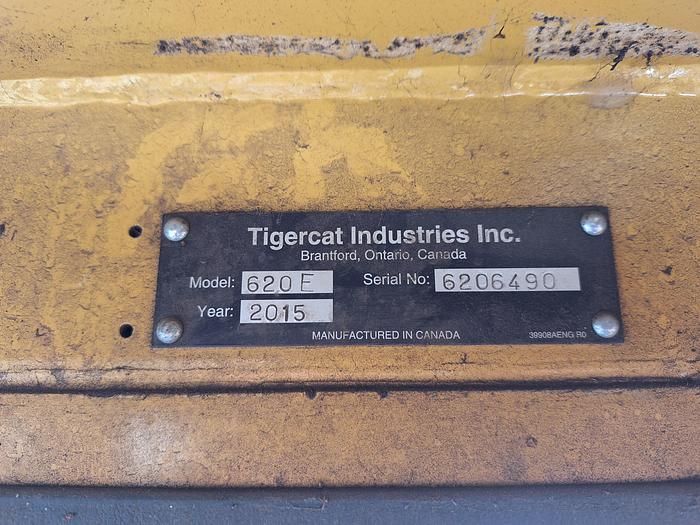 Tigercat Industries Inc.
Brantford, Ontario, Canada
Model: 620E Serial No: 6206490
Year: 2015
MANUFACTURED IN CANADA 39908AENG R0